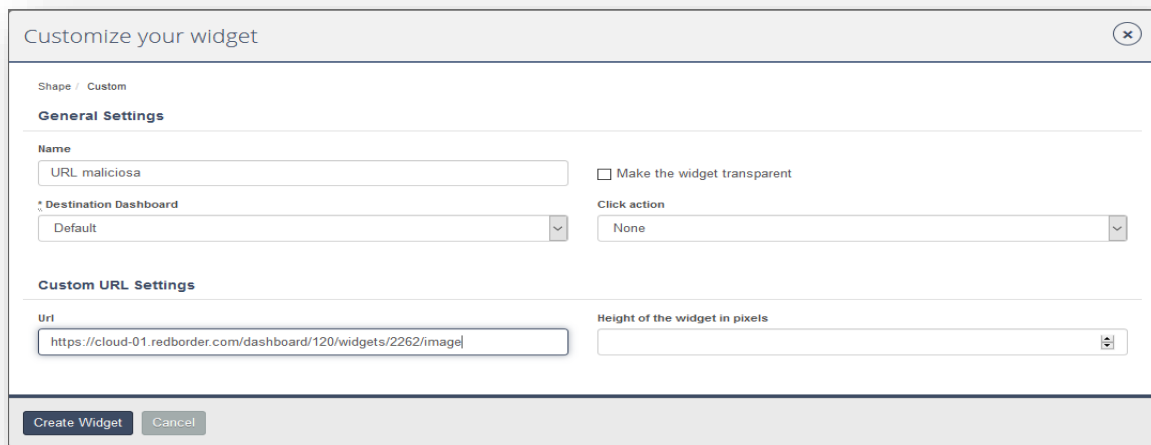 Customize your widget
Shape / Custom
General Settings
Name
URL maliciosa
Make the widget transparent
* Destination Dashboard
Click action
Default
None
Custom URL Settings
Url
Height of the widget in pixels
https://cloud-01.redborder.com/dashboard/120/widgets/2262/image
Create Widget
Cancel